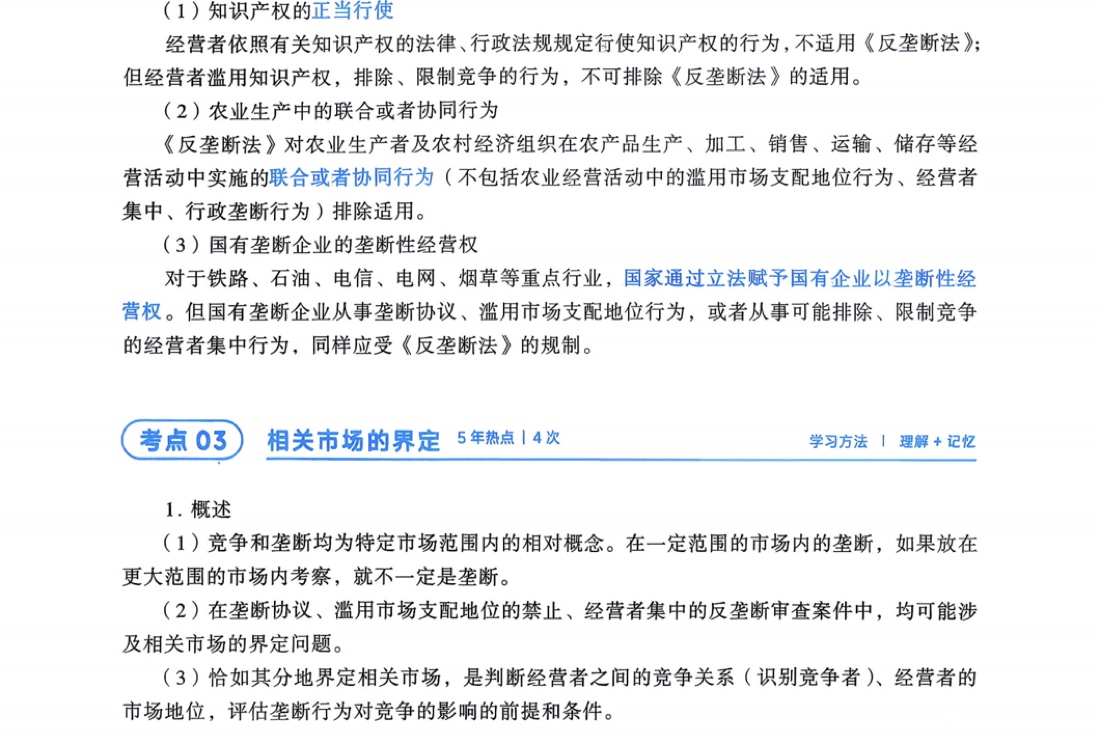 （1）知识产权的正当行使
经营者依照有关知识产权的法律、行政法规规定行使知识产权的行为，不适用《反垄断法》；
但经营者滥用知识产权，排除、限制竞争的行为，不可排除《反垄断法》的适用。
（2）农业生产中的联合或者协同行为
《反垄断法》对农业生产者及农村经济组织在农产品生产、加工、销售、运输、储存等经
营活动中实施的联合或者协同行为（不包括农业经营活动中的滥用市场支配地位行为、经营者
集中、行政垄断行为）排除适用。
（3）国有垄断企业的垄断性经营权
对于铁路、石油、电信、电网、烟草等重点行业，国家通过立法赋予国有企业以垄断性经
营权。但国有垄断企业从事垄断协议、滥用市场支配地位行为，或者从事可能排除、限制竞争
的经营者集中行为，同样应受《反垄断法》的规制。
考点 03 相关市场的界定 5 年热点 | 4 次 学习方法 | 理解 + 记忆
1. 概述
（1）竞争和垄断均为特定市场范围内的相对概念。在一定范围的市场内的垄断，如果放在
更大范围的市场内考察，就不一定是垄断。
（2）在垄断协议、滥用市场支配地位的禁止、经营者集中的反垄断审查案件中，均可能涉
及相关市场的界定问题。
（3）恰如其分地界定相关市场，是判断经营者之间的竞争关系（识别竞争者）、经营者的
市场地位，评估垄断行为对竞争的影响的前提和条件。